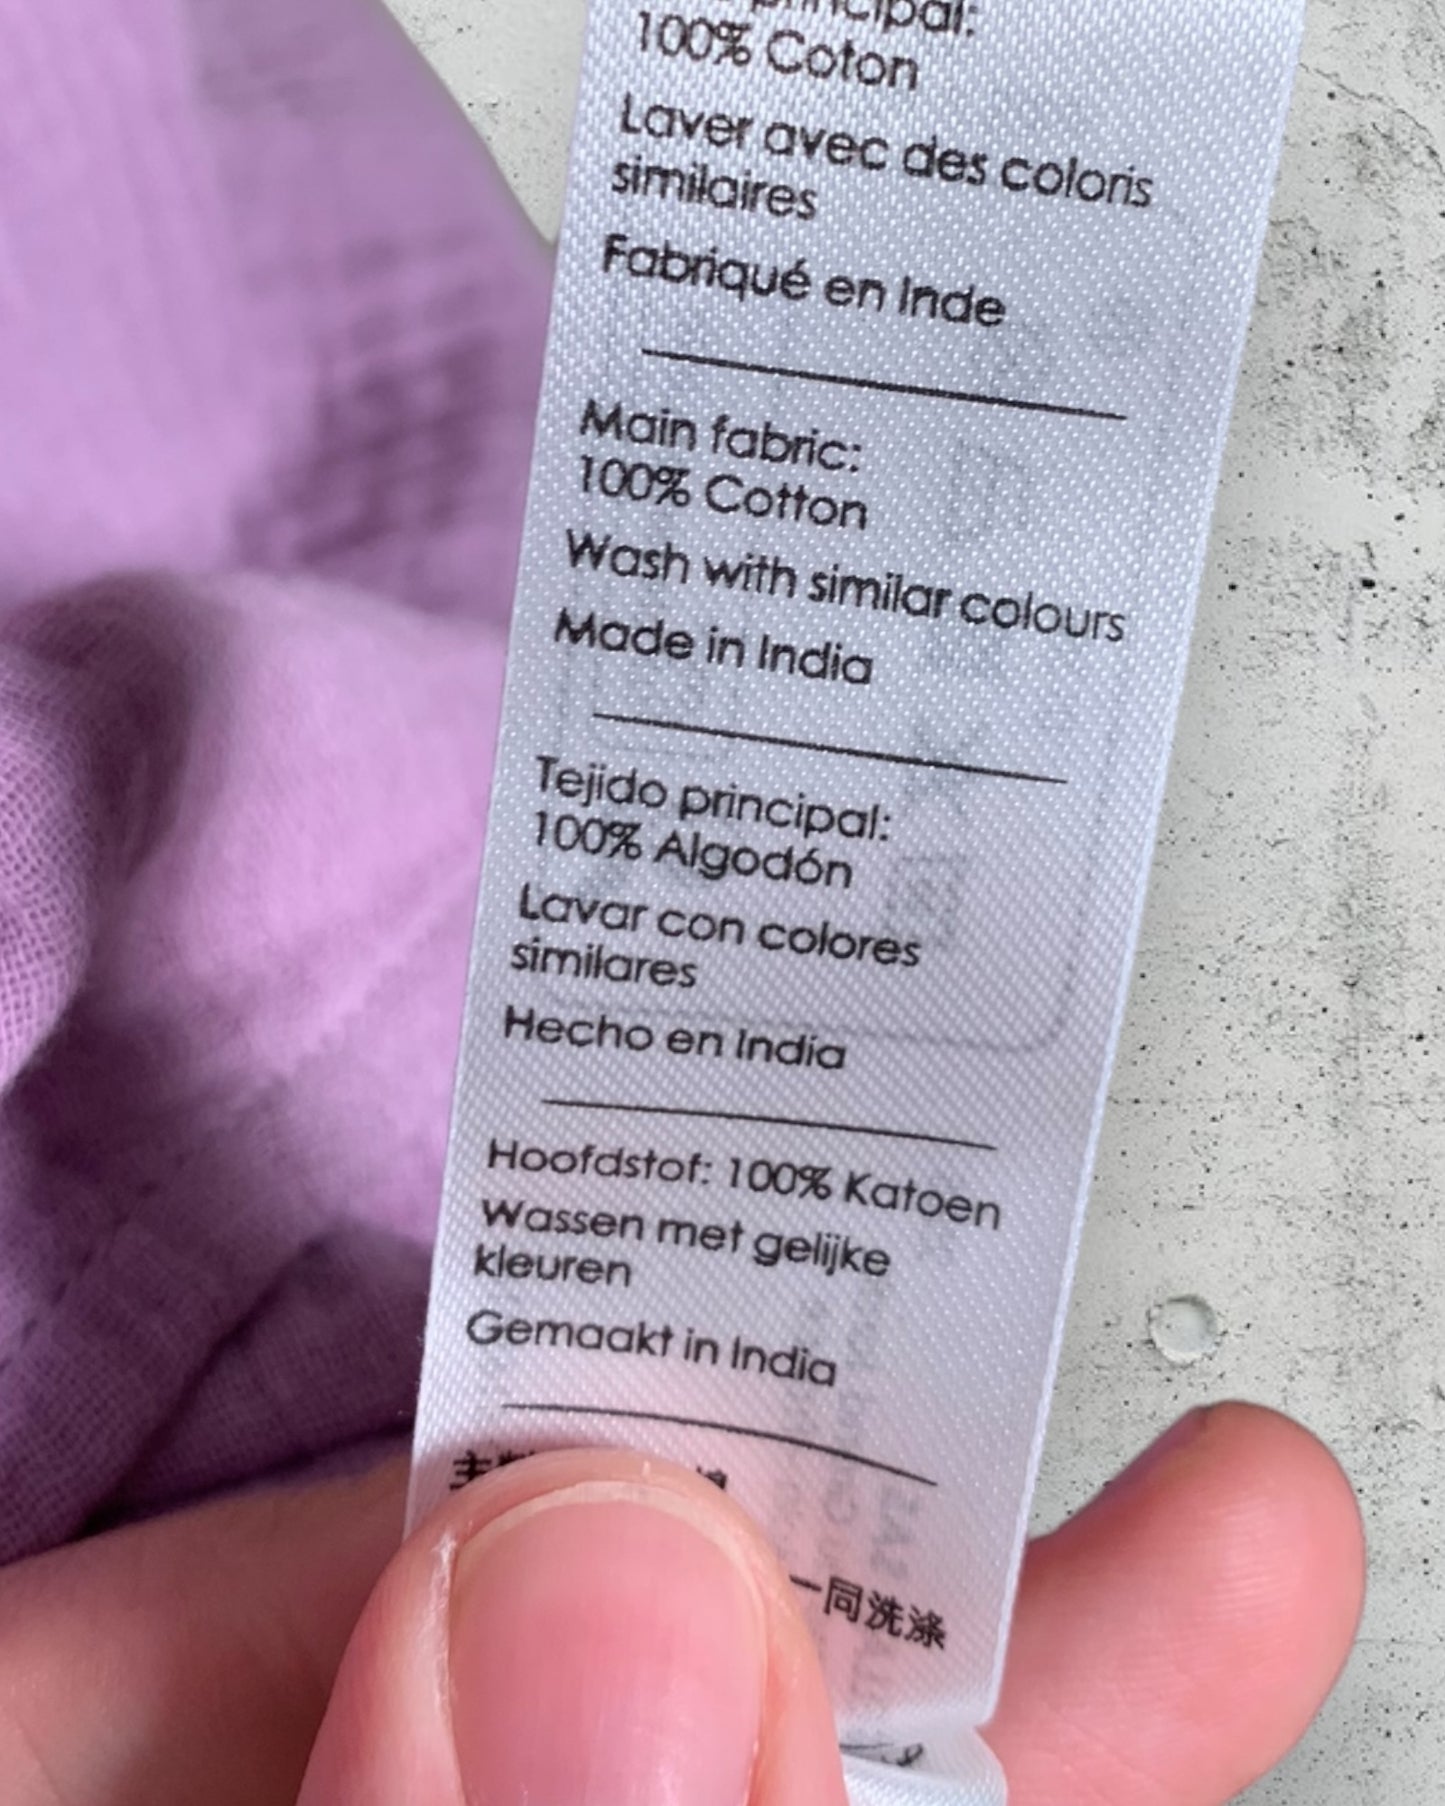 principal:
100% Coton
Laver avec des coloris
similaires
Fabriqué en Inde
Main fabric:
100% Cotton
Wash with similar colours
Made in India
Tejido principal:
100% Algodón
Lavar con colores
similares
Hecho en India
Hoofdstof: 100% Katoen
Wassen met gelijke
kleuren
Gemaakt in India
主
一同洗涤